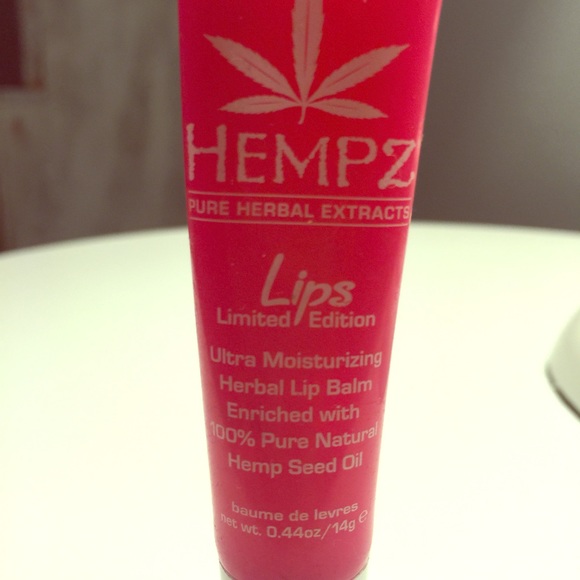 HEMPZ
PURE HERBAL EXTRACTS
Lips
Limited Edition
Ultra Moisturizing
Herbal Lip Balm
Enriched with
100% Pure Natural
Hemp Seed Oil
baume de levres
net wt. 0.44oz/14g ℮